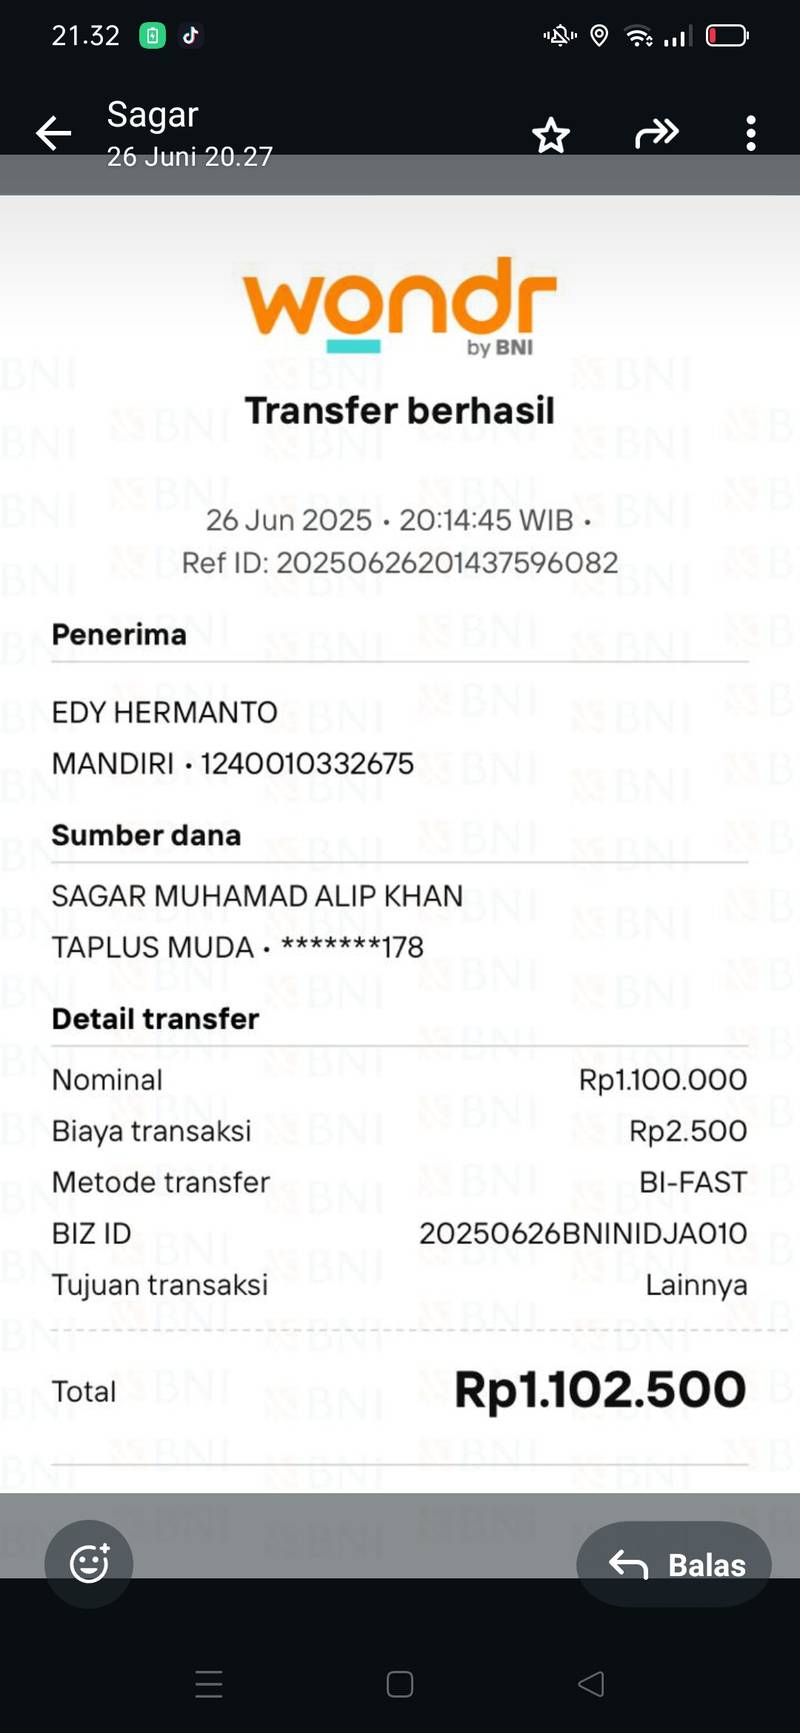 21.32
Sagar
26 Juni 20.27
wondr
by BNI
Transfer berhasil
26 Jun 2025 • 20:14:45 WIB •
Ref ID: 20250626201437596082
Penerima
EDY HERMANTO
MANDIRI • 1240010332675
Sumber dana
SAGAR MUHAMAD ALIP KHAN
TAPLUS MUDA • *******178
Detail transfer
Nominal Rp1.100.000
Biaya transaksi Rp2.500
Metode transfer BI-FAST
BIZ ID 20250626BNINIDJA010
Tujuan transaksi Lainnya
Total Rp1.102.500
Balas